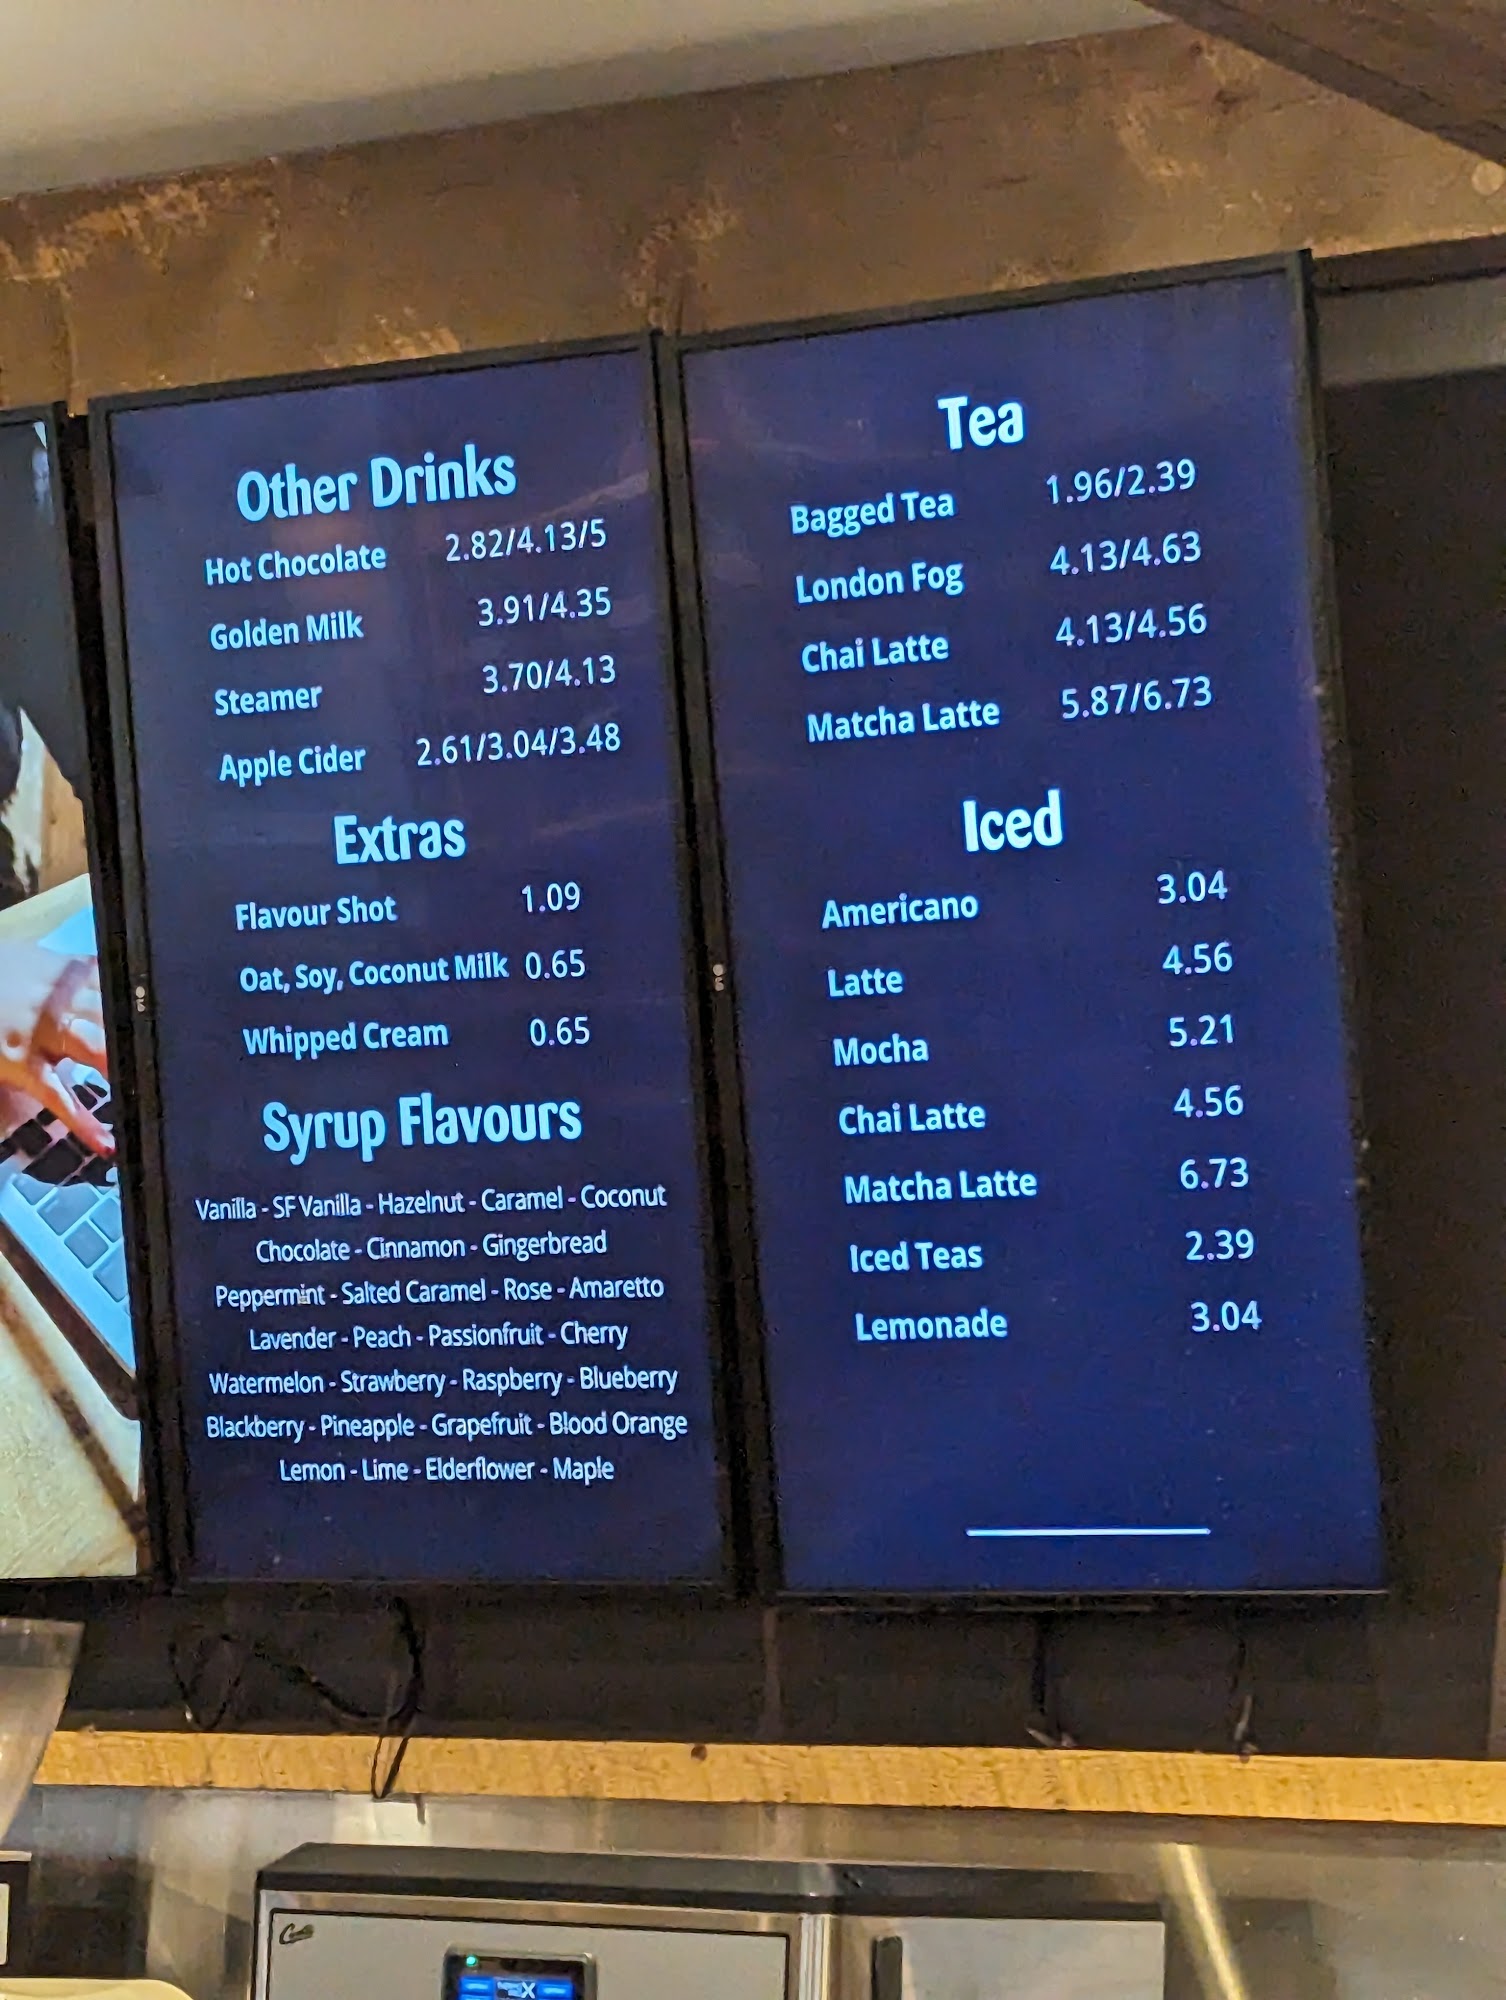 Other Drinks
Hot Chocolate 2.82/4.13/5
Golden Milk 3.91/4.35
Steamer 3.70/4.13
Apple Cider 2.61/3.04/3.48
Extras
Flavour Shot 1.09
Oat, Soy, Coconut Milk 0.65
Whipped Cream 0.65
Syrup Flavours
Vanilla - SF Vanilla - Hazelnut - Caramel - Coconut
Chocolate - Cinnamon - Gingerbread
Peppermint - Salted Caramel - Rose - Amaretto
Lavender - Peach - Passionfruit - Cherry
Watermelon - Strawberry - Raspberry - Blueberry
Blackberry - Pineapple - Grapefruit - Blood Orange
Lemon - Lime - Elderflower - Maple
Tea
Bagged Tea 1.96/2.39
London Fog 4.13/4.63
Chai Latte 4.13/4.56
Matcha Latte 5.87/6.73
Iced
Americano 3.04
Latte 4.56
Mocha 5.21
Chai Latte 4.56
Matcha Latte 6.73
Iced Teas 2.39
Lemonade 3.04